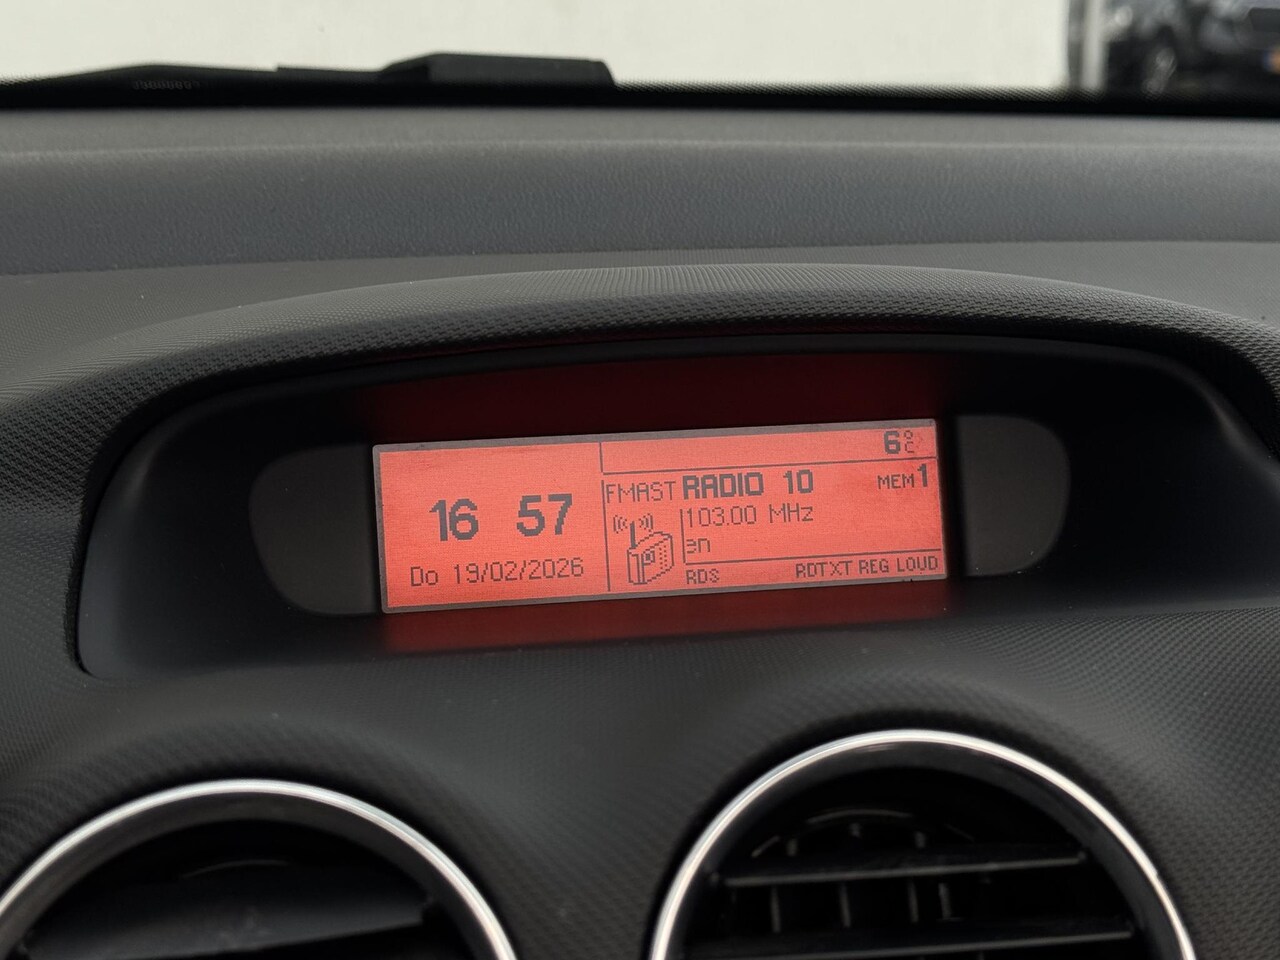 6°C
16 57
Do 19/02/2026
FMAST RADIO 10 MEM1
103.00 MHz
en
RDS RDTXT REG LOUD